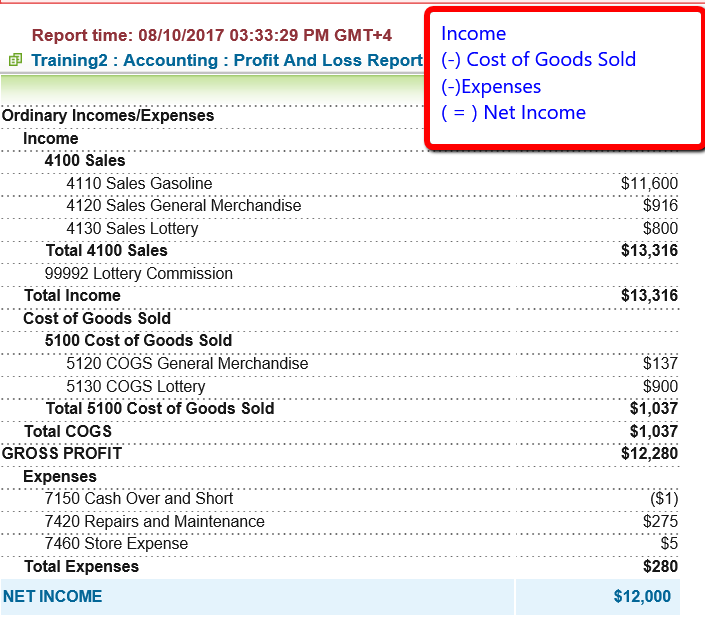 Report time: 08/10/2017 03:33:29 PM GMT+4
Training2 : Accounting : Profit And Loss Report
Income
(-) Cost of Goods Sold
(-)Expenses
( = ) Net Income
Ordinary Incomes/Expenses
Income
4100 Sales
4110 Sales Gasoline $11,600
4120 Sales General Merchandise $916
4130 Sales Lottery $800
Total 4100 Sales $13,316
99992 Lottery Commission
Total Income $13,316
Cost of Goods Sold
5100 Cost of Goods Sold
5120 COGS General Merchandise $137
5130 COGS Lottery $900
Total 5100 Cost of Goods Sold $1,037
Total COGS $1,037
GROSS PROFIT $12,280
Expenses
7150 Cash Over and Short ($1)
7420 Repairs and Maintenance $275
7460 Store Expense $5
Total Expenses $280
NET INCOME $12,000